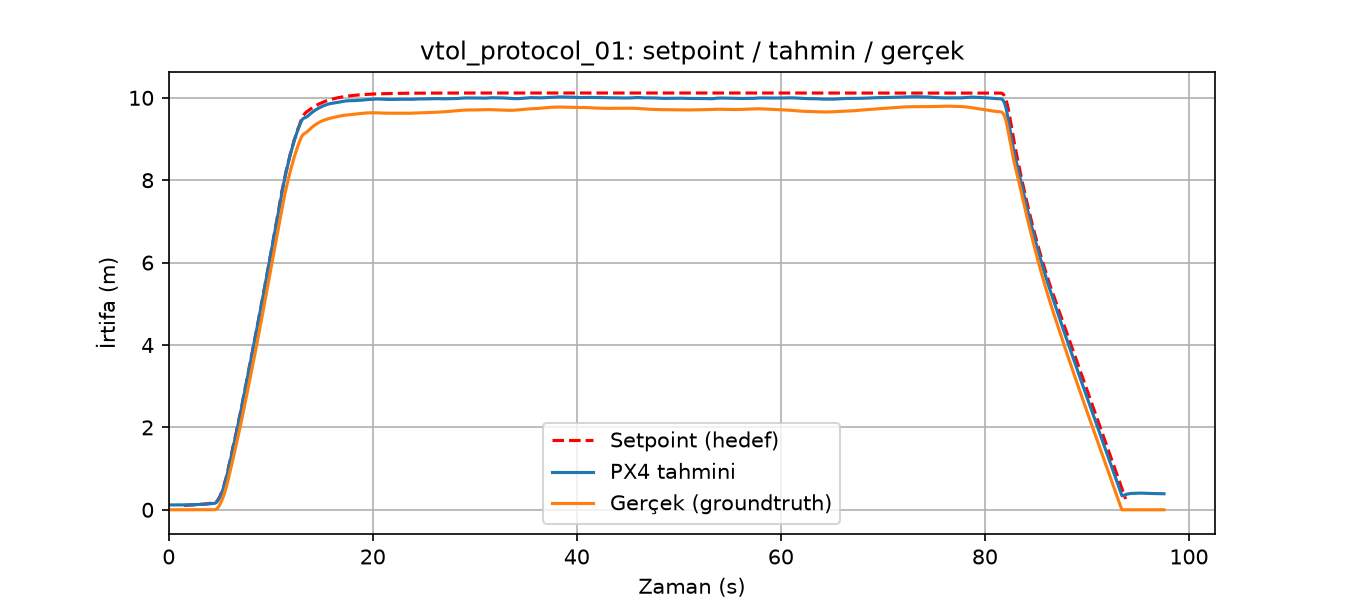 vtol_protocol_01: setpoint / tahmin / gerçek
İrtifa (m)
10
8
6
4
2
0
Setpoint (hedef)
PX4 tahmini
Gerçek (groundtruth)
0 20 40 60 80 100
Zaman (s)